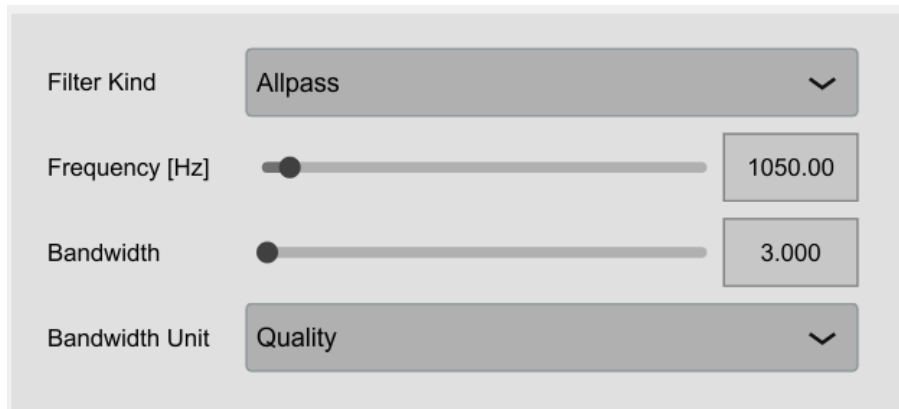 Filter Kind Allpass
Frequency [Hz] 1050.00
Bandwidth 3.000
Bandwidth Unit Quality